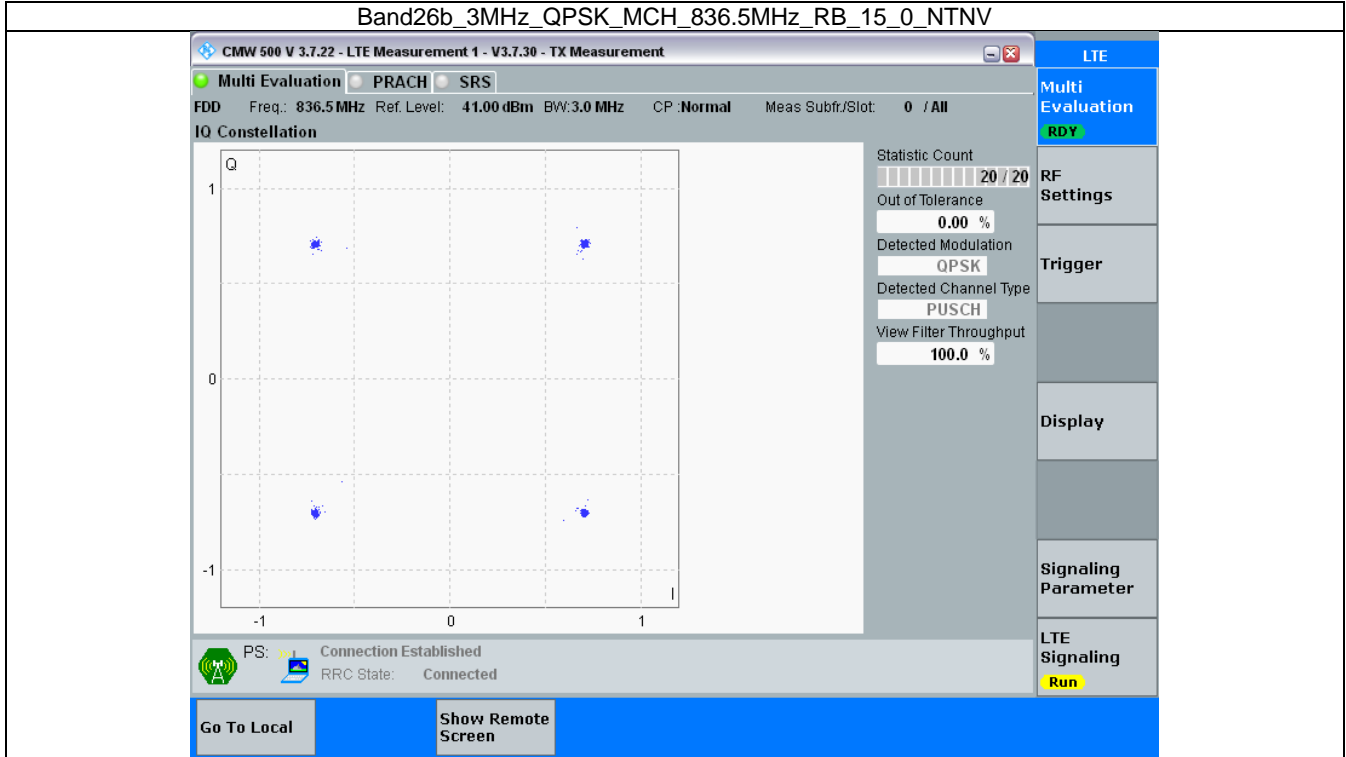 Band26b_3MHz_QPSK_MCH_836.5MHz_RB_15_0_NTNV
CMW 500 V 3.7.22 - LTE Measurement 1 - V3.7.30 - TX Measurement
LTE
Multi Evaluation PRACH SRS
Multi
Evaluation
RDY
FDD Freq.: 836.5 MHz Ref. Level: 41.00 dBm BW:3.0 MHz CP :Normal Meas Subfr./Slot: 0 / All
IQ Constellation
Q
1
0
-1
-1 0 1
I
Statistic Count
20 / 20
Out of Tolerance
0.00 %
Detected Modulation
QPSK
Detected Channel Type
PUSCH
View Filter Throughput
100.0 %
RF
Settings
Trigger
Display
Signaling
Parameter
LTE
Signaling
Run
PS: Connection Established
RRC State: Connected
Go To Local
Show Remote
Screen